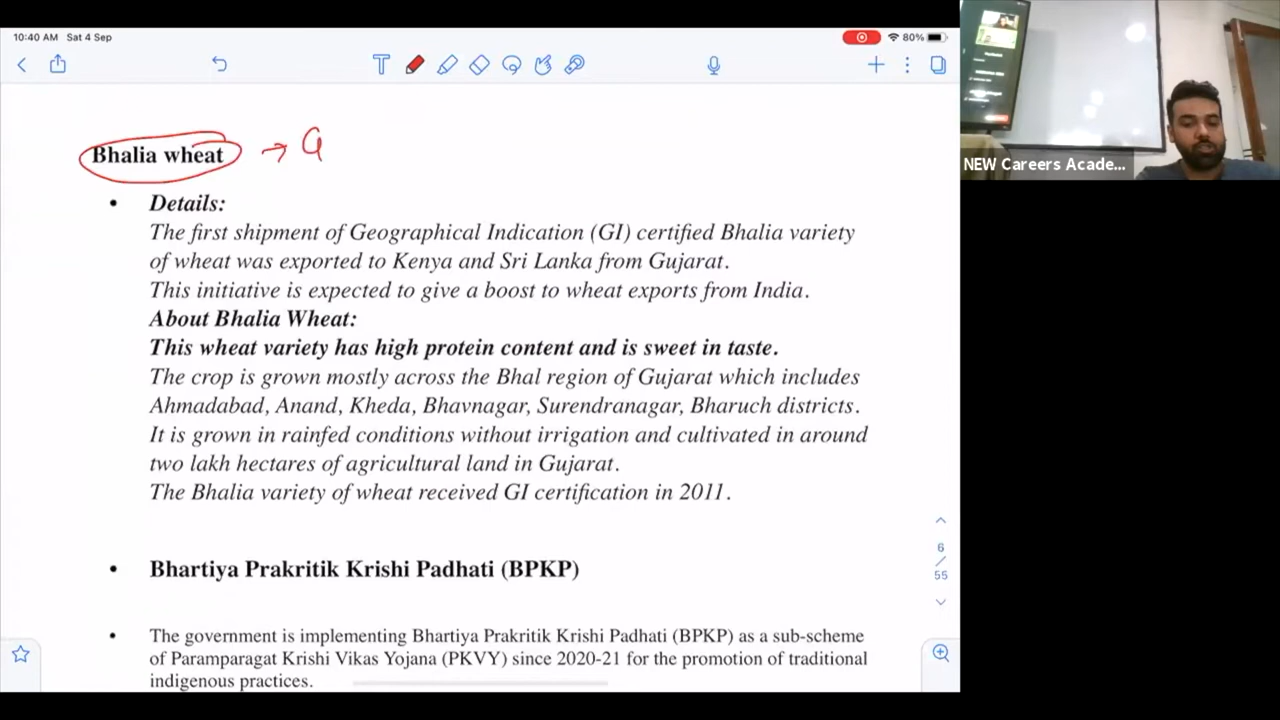 10:40 AM Sat 4 Sep
80%
T
Bhalia wheat → G
• Details:
The first shipment of Geographical Indication (GI) certified Bhalia variety
of wheat was exported to Kenya and Sri Lanka from Gujarat.
This initiative is expected to give a boost to wheat exports from India.
About Bhalia Wheat:
This wheat variety has high protein content and is sweet in taste.
The crop is grown mostly across the Bhal region of Gujarat which includes
Ahmadabad, Anand, Kheda, Bhavnagar, Surendranagar, Bharuch districts.
It is grown in rainfed conditions without irrigation and cultivated in around
two lakh hectares of agricultural land in Gujarat.
The Bhalia variety of wheat received GI certification in 2011.
• Bhartiya Prakritik Krishi Padhati (BPKP)
• The government is implementing Bhartiya Prakritik Krishi Padhati (BPKP) as a sub-scheme
of Paramparagat Krishi Vikas Yojana (PKVY) since 2020-21 for the promotion of traditional
indigenous practices.
6
/
55
NEW Careers Acade...